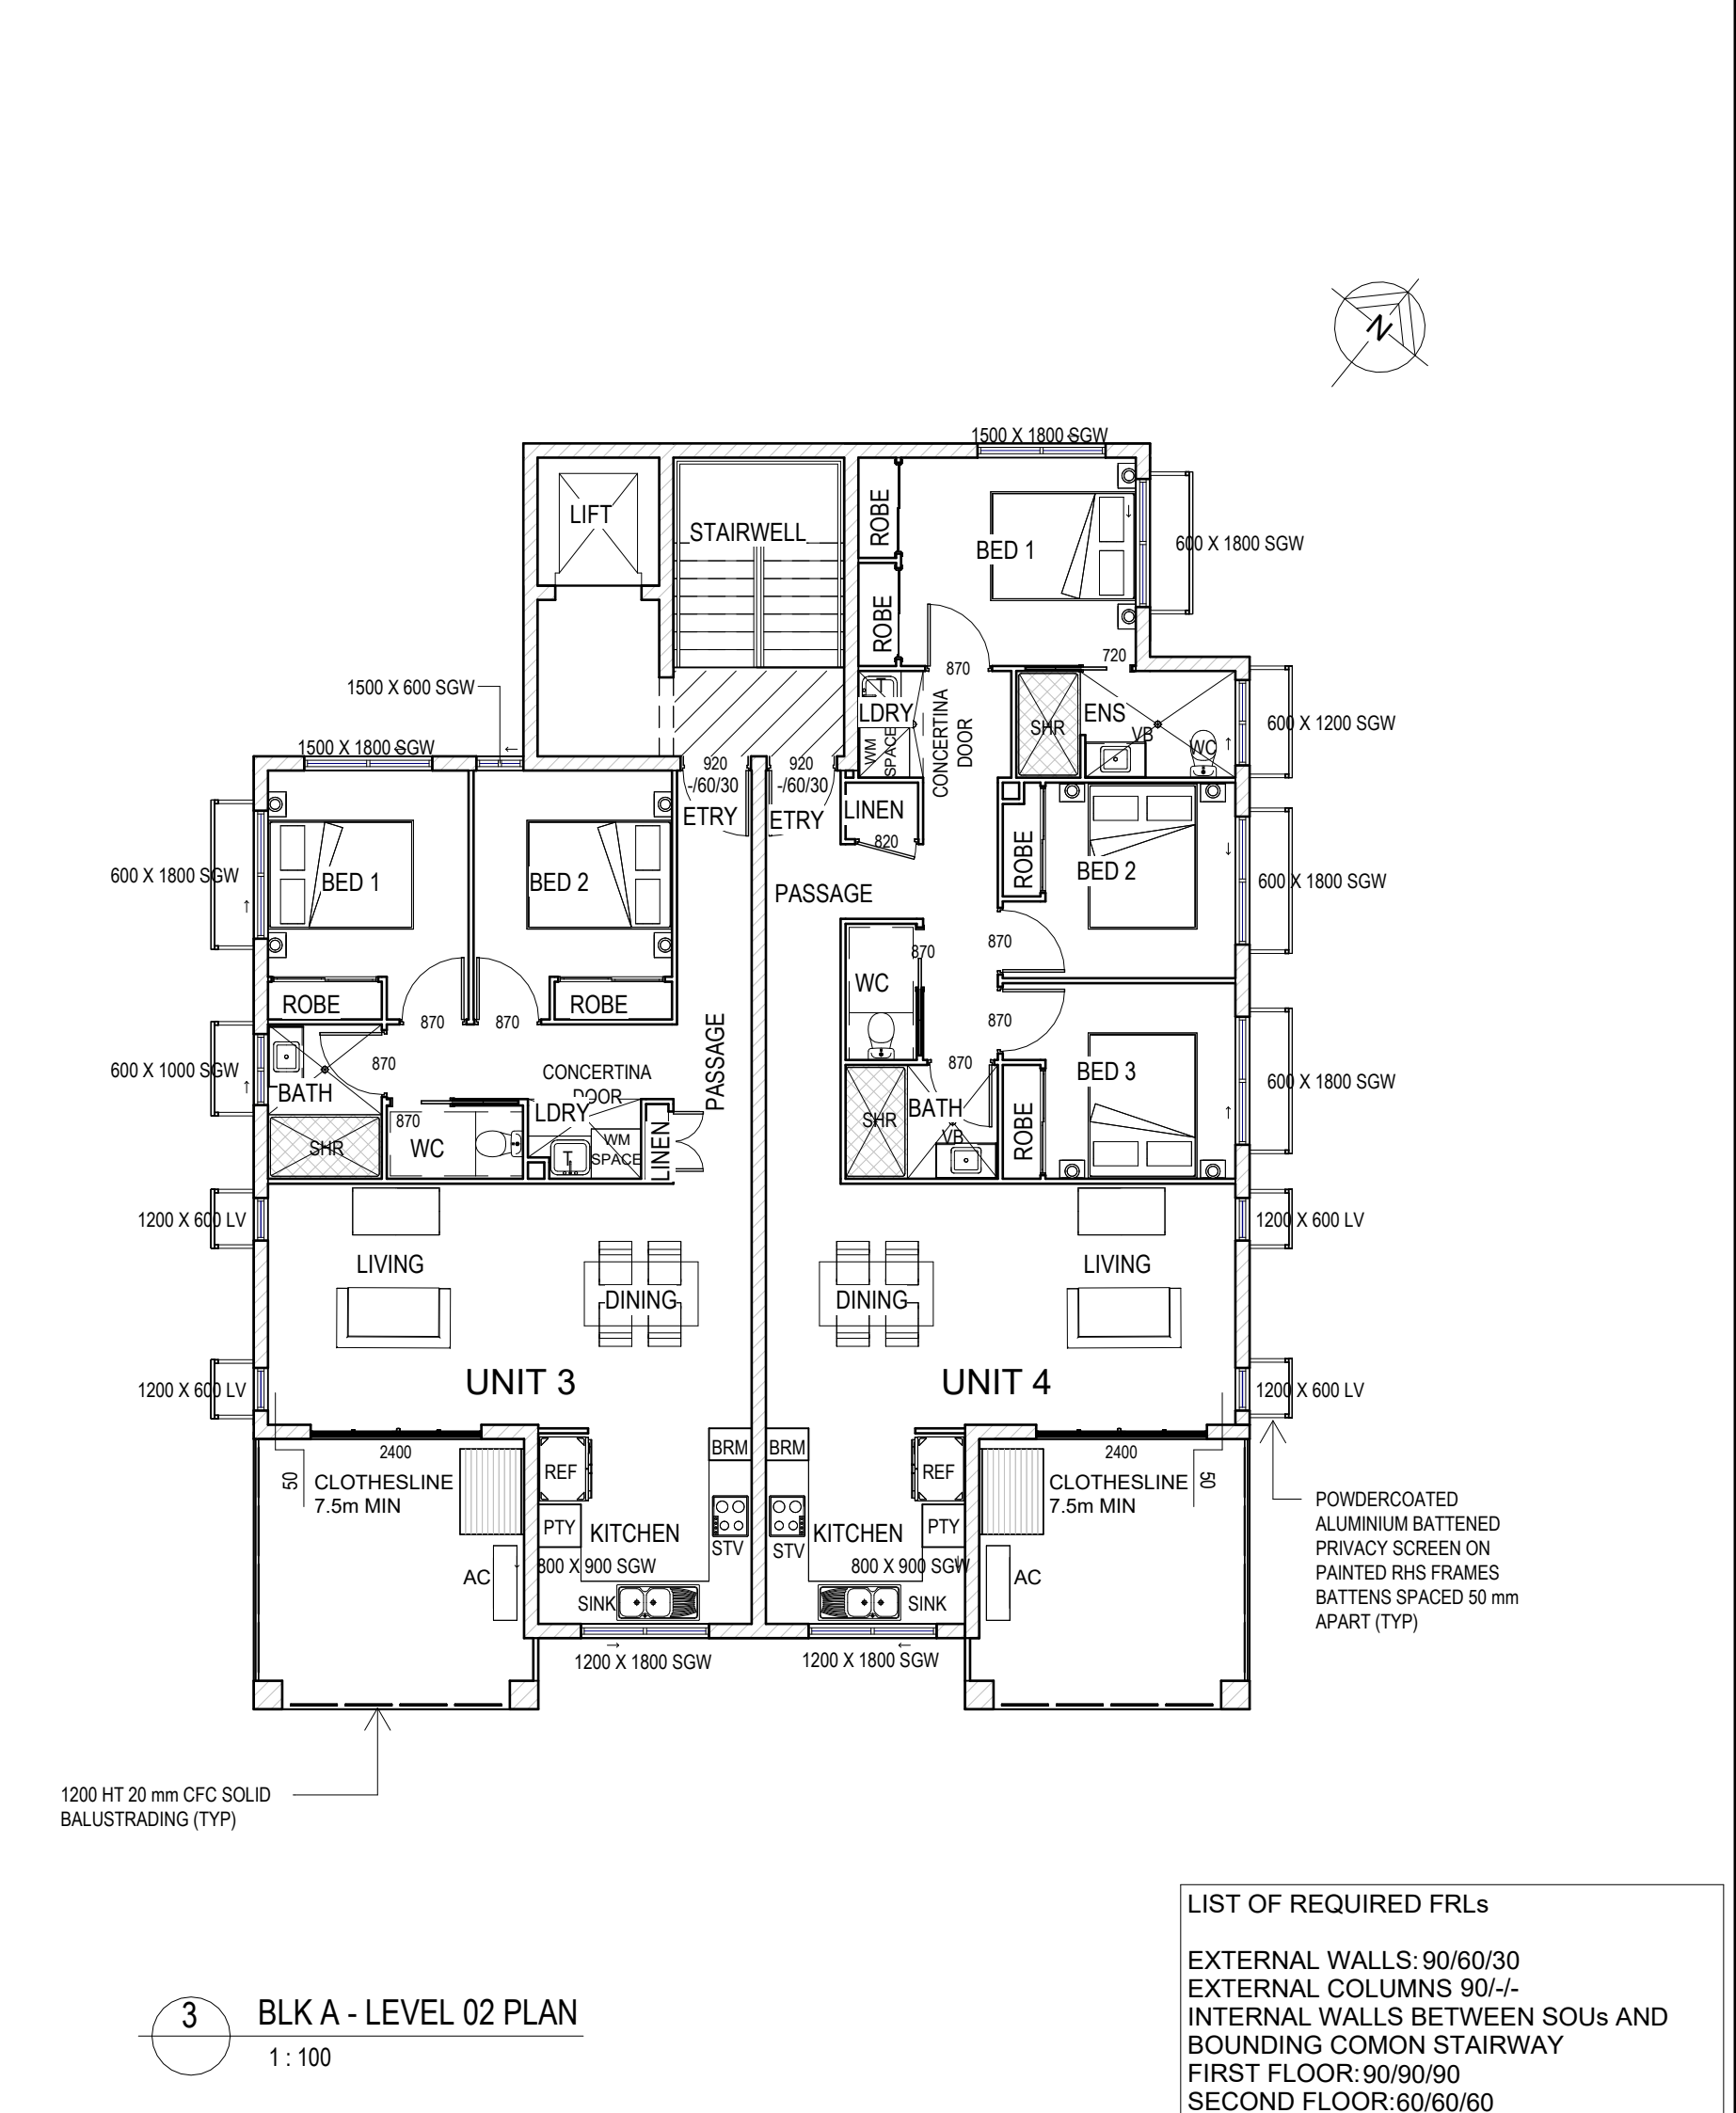 N
1500 X 1800 SGW
LIFT
STAIRWELL
ROBE
BED 1
600 X 1800 SGW
ROBE
870
720
1500 X 600 SGW
T
LDRY
WM
SPACE
CONCERTINA
DOOR
SHR
ENS
VB
WC
600 X 1200 SGW
1500 X 1800 SGW
920
-/60/30
ETRY
920
-/60/30
ETRY
LINEN
820
600 X 1800 SGW
BED 1
BED 2
PASSAGE
ROBE
BED 2
600 X 1800 SGW
870
870
WC
ROBE
ROBE
870
870
PASSAGE
870
600 X 1000 SGW
870
BATH
CONCERTINA
DOOR
LDRY
870
WC
SHR
T
WM
SPACE
LINEN
870
SHR
BATH
VB
ROBE
BED 3
600 X 1800 SGW
1200 X 600 LV
1200 X 600 LV
LIVING
DINING
DINING
LIVING
1200 X 600 LV
UNIT 3
UNIT 4
1200 X 600 LV
2400
50
CLOTHESLINE
7.5m MIN
REF
BRM
BRM
REF
2400
CLOTHESLINE
7.5m MIN
50
PTY
KITCHEN
STV
STV
KITCHEN
PTY
AC
800 X 900 SGW
800 X 900 SGW
AC
SINK
SINK
1200 X 1800 SGW
1200 X 1800 SGW
POWDERCOATED
ALUMINIUM BATTENED
PRIVACY SCREEN ON
PAINTED RHS FRAMES
BATTENS SPACED 50 mm
APART (TYP)
1200 HT 20 mm CFC SOLID
BALUSTRADING (TYP)
3
BLK A - LEVEL 02 PLAN
1 : 100
LIST OF REQUIRED FRLs
EXTERNAL WALLS: 90/60/30
EXTERNAL COLUMNS 90/-/-
INTERNAL WALLS BETWEEN SOUs AND
BOUNDING COMON STAIRWAY
FIRST FLOOR: 90/90/90
SECOND FLOOR:60/60/60